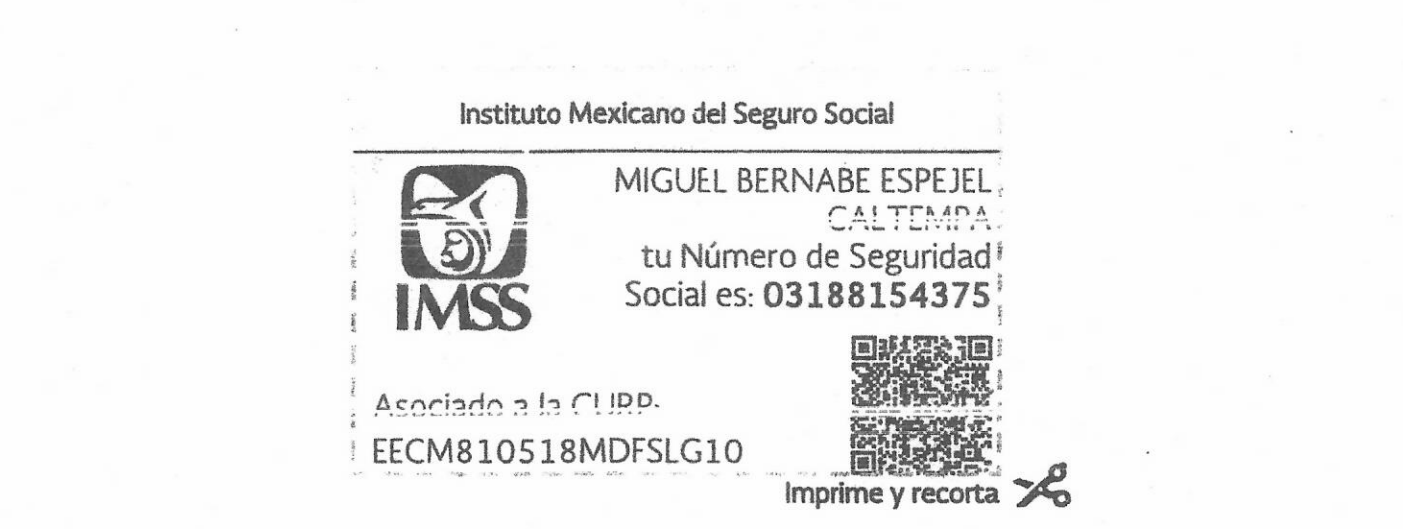 Instituto Mexicano del Seguro Social
MIGUEL BERNABE ESPEJEL
CALTEMPA
tu Número de Seguridad
Social es: 03188154375
IMSS
Asociado a la CURP:
EECM810518MDFSLG10
Imprime y recorta